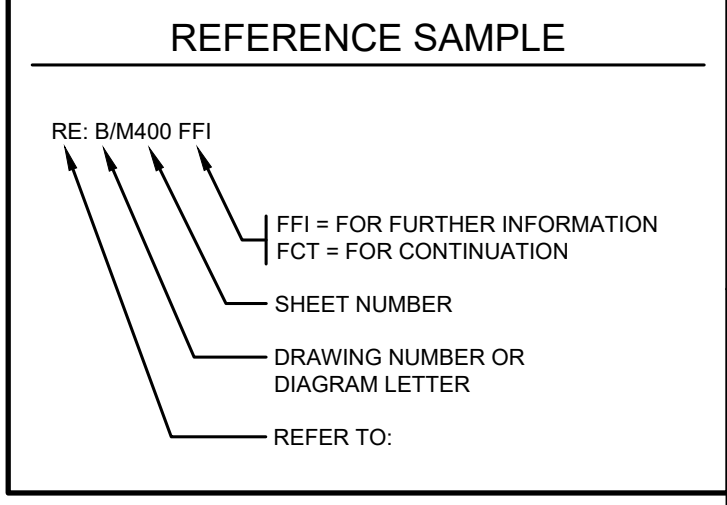 REFERENCE SAMPLE
RE: B/M400 FFI
FFI = FOR FURTHER INFORMATION
FCT = FOR CONTINUATION
SHEET NUMBER
DRAWING NUMBER OR
DIAGRAM LETTER
REFER TO: